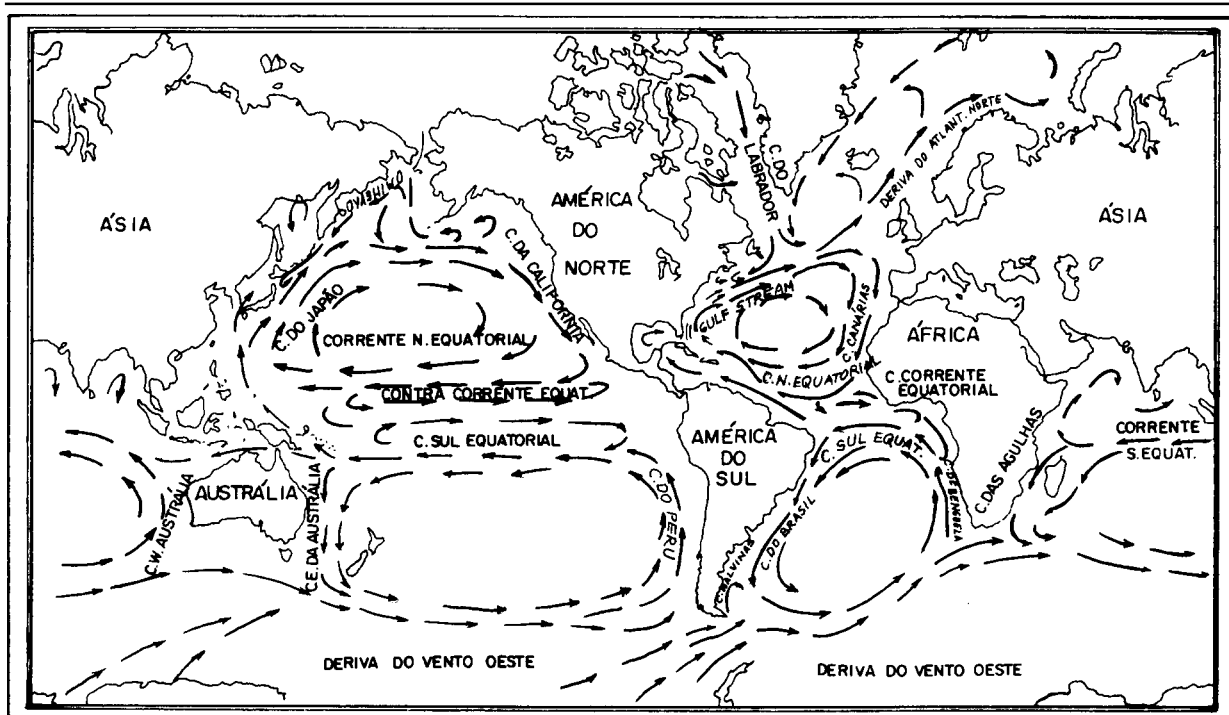 ÁSIA
OYTHEYAO
C. DO JAPÃO
CORRENTE N. EQUATORIAL
CONTRA CORRENTE EQUAT.
C. SUL EQUATORIAL
AUSTRÁLIA
C.W. AUSTRÁLIA
C.E. DA AUSTRÁLIA
DERIVA DO VENTO OESTE
AMÉRICA
DO
NORTE
C. DA CALIFORNIA
C. DO PERU
AMÉRICA
DO
SUL
C. MALVINAS
C. DO BRASIL
C. SUL EQUAT.
C. DE BENGUELA
C. DO
LABRADOR
DERIVA DO ATLANT. NORTE
GULF STREAM
C. CANÁRIAS
C. N. EQUATORIAL
ÁFRICA
C. CORRENTE
EQUATORIAL
C. DAS AGULHAS
ÁSIA
CORRENTE
S. EQUAT.
DERIVA DO VENTO OESTE